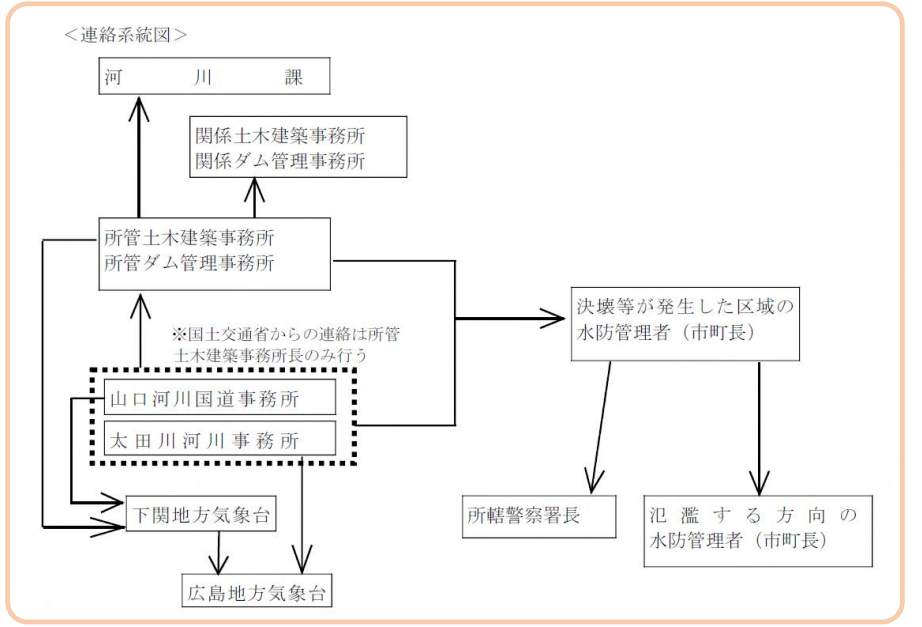 ＜連絡系統図＞
河川課
関係土木建築事務所
関係ダム管理事務所
所管土木建築事務所
所管ダム管理事務所
※国土交通省からの連絡は所管
土木建築事務所長のみ行う
決壊等が発生した区域の
水防管理者（市町長）
山口河川国道事務所
太田川河川事務所
下関地方気象台
所轄警察署長
氾濫する方向の
水防管理者（市町長）
広島地方気象台